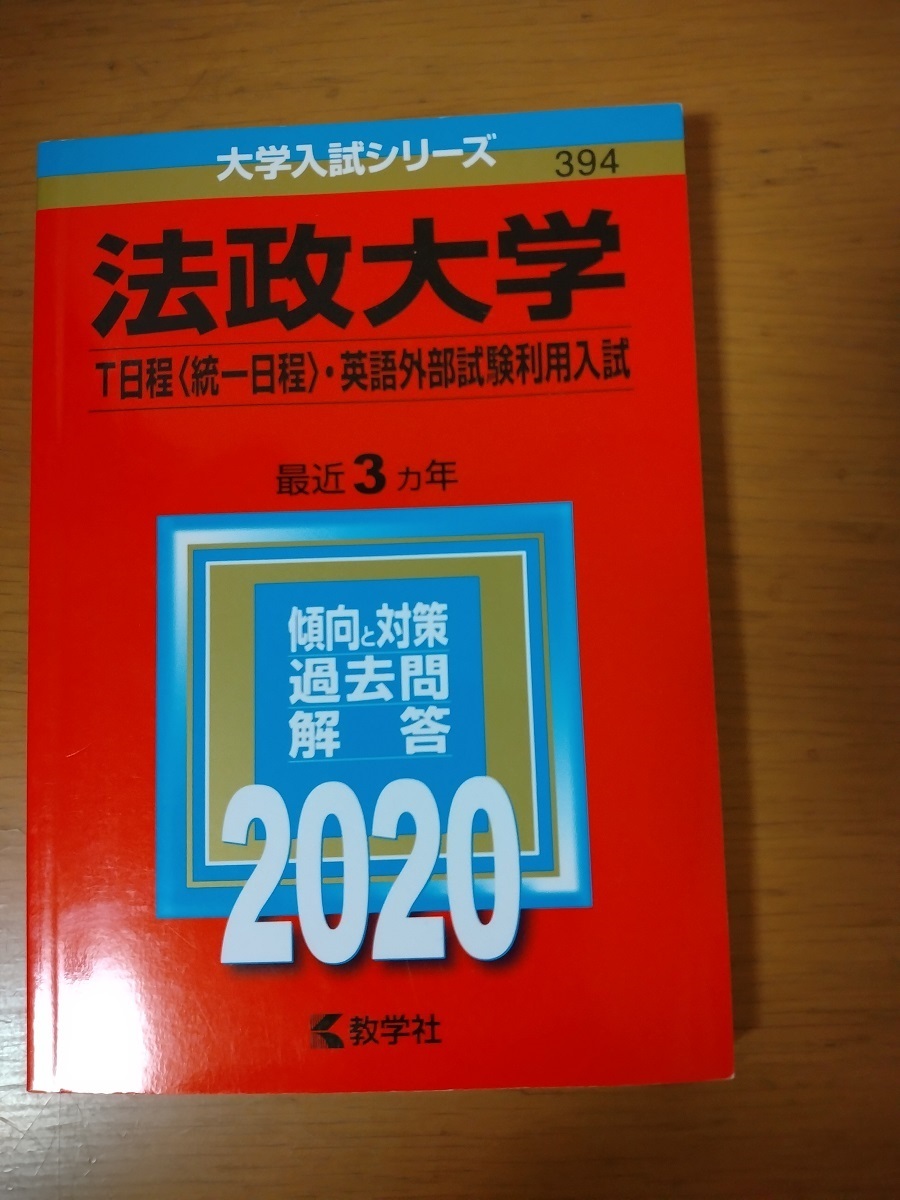 大学入試シリーズ 394
法政大学
T日程〈統一日程〉・英語外部試験利用入試
最近3ヵ年
傾向と対策
過去問
解答
2020
教学社